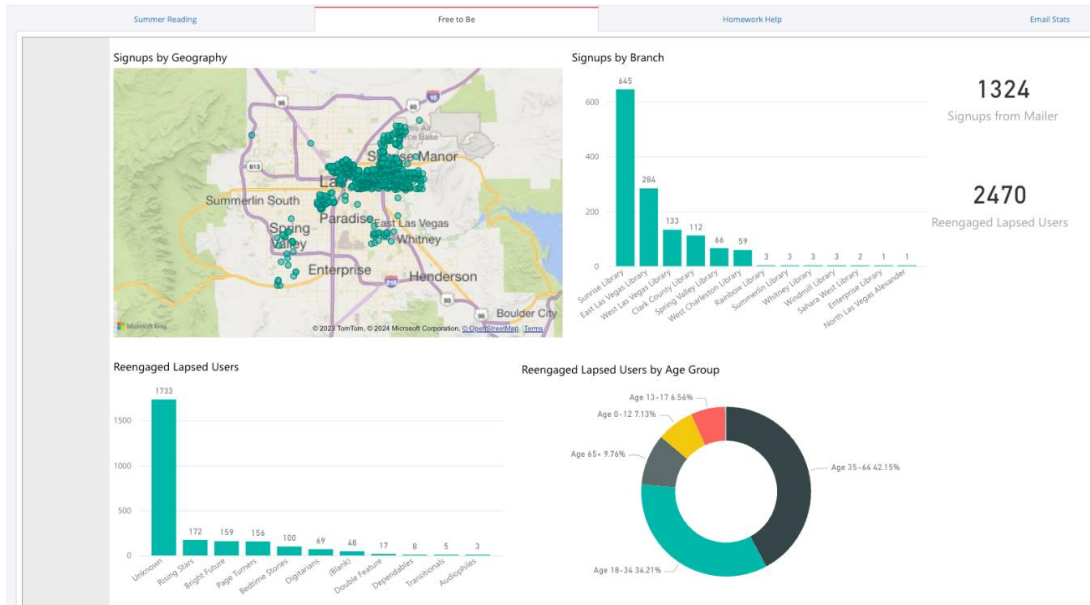 Summer Reading
Free to Be
Homework Help
Email Stats
Signups by Geography
95
15
93
613
Sunrise Manor
Summerlin South
Paradise
East Las Vegas
Spring
Valley
Whitney
Enterprise
215
Henderson
93
95
Boulder City
Microsoft Bing
© 2023 TomTom, © 2024 Microsoft Corporation, © OpenStreetMap Terms
Signups by Branch
600
400
200
0
645
284
133
112
66
59
3
3
3
3
2
1
1
Sunrise Library
East Las Vegas Library
West Las Vegas Library
Clark County Library
Spring Valley Library
West Charleston Library
Rainbow Library
Summerlin Library
Whitney Library
Windmill Library
Sahara West Library
Enterprise Library
North Las Vegas Alexander
1324
Signups from Mailer
2470
Reengaged Lapsed Users
Reengaged Lapsed Users
1500
1000
500
0
1733
172
159
156
100
69
48
17
8
5
3
Unknown
Rising Stars
Bright Future
Page Turners
Bedtime Stories
Digitarians
(Blank)
Double Feature
Dependables
Transitionals
Audiophiles
Reengaged Lapsed Users by Age Group
Age 13-17 6.56%
Age 0-12 7.13%
Age 65+ 9.76%
Age 35-64 42.15%
Age 18-34 34.21%